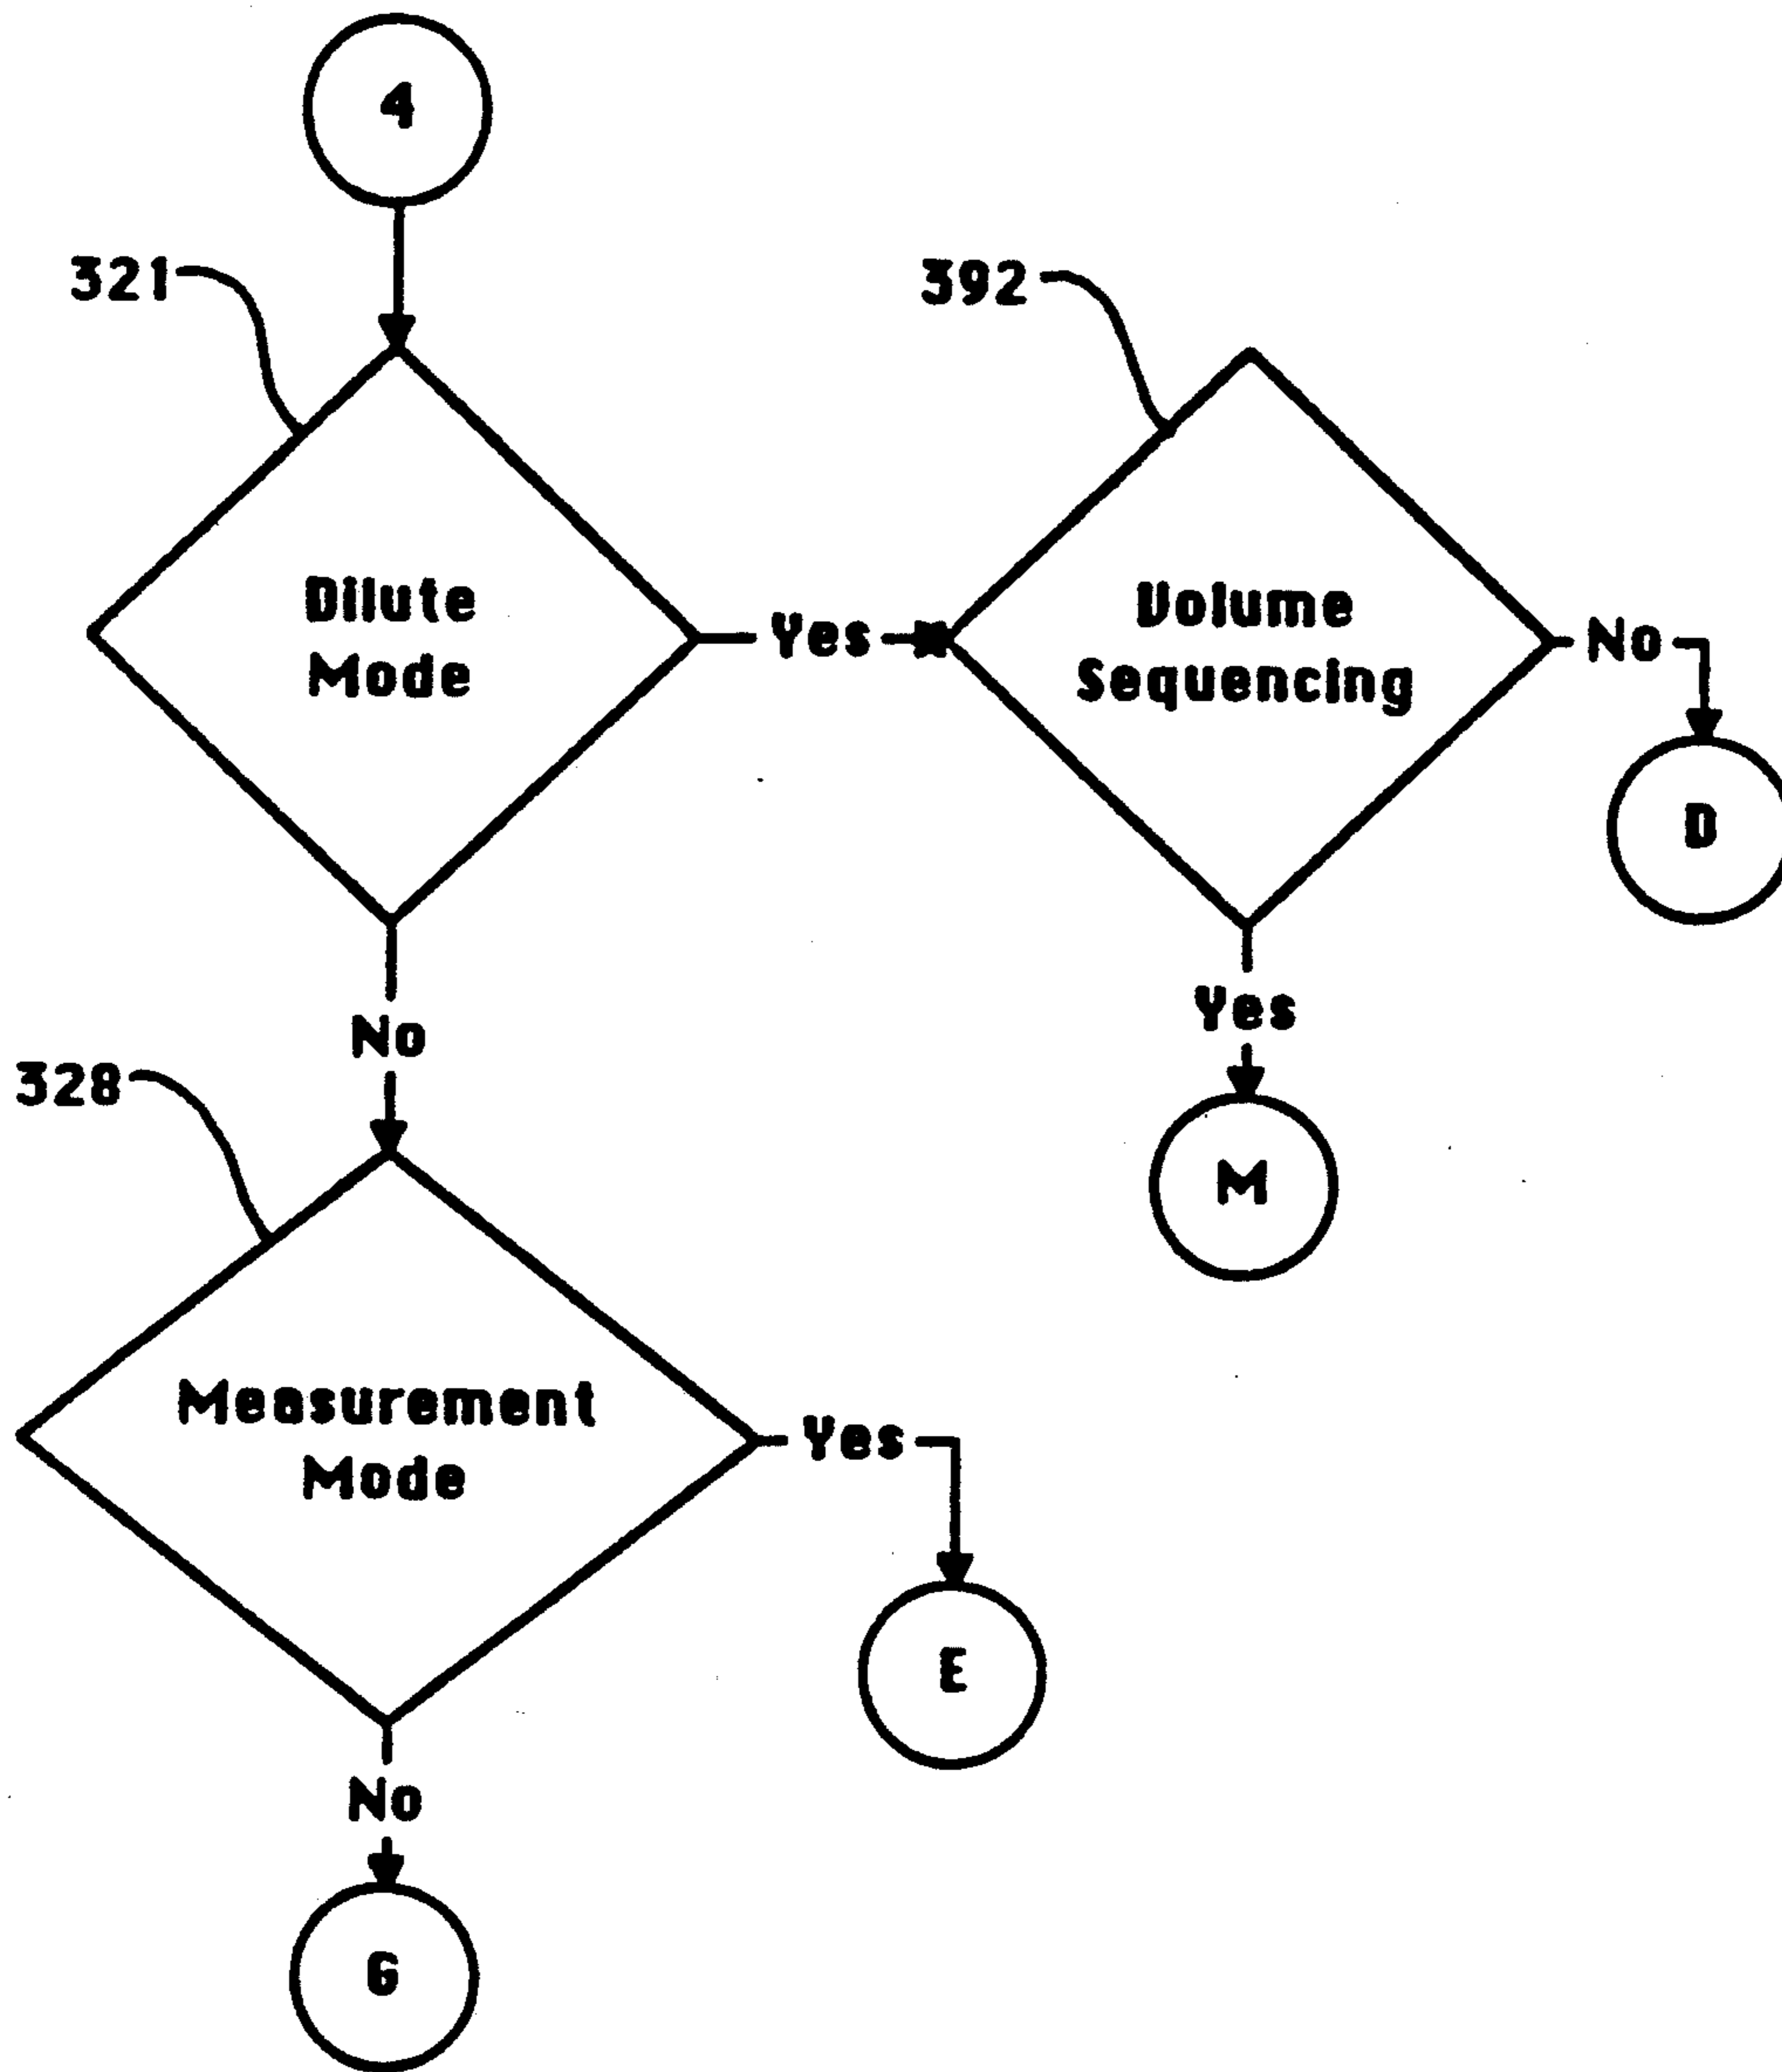 4
321
392
Dilute
Mode
Yes
Volume
Sequencing
No
D
No
Yes
328
M
Measurement
Mode
Yes
E
No
G